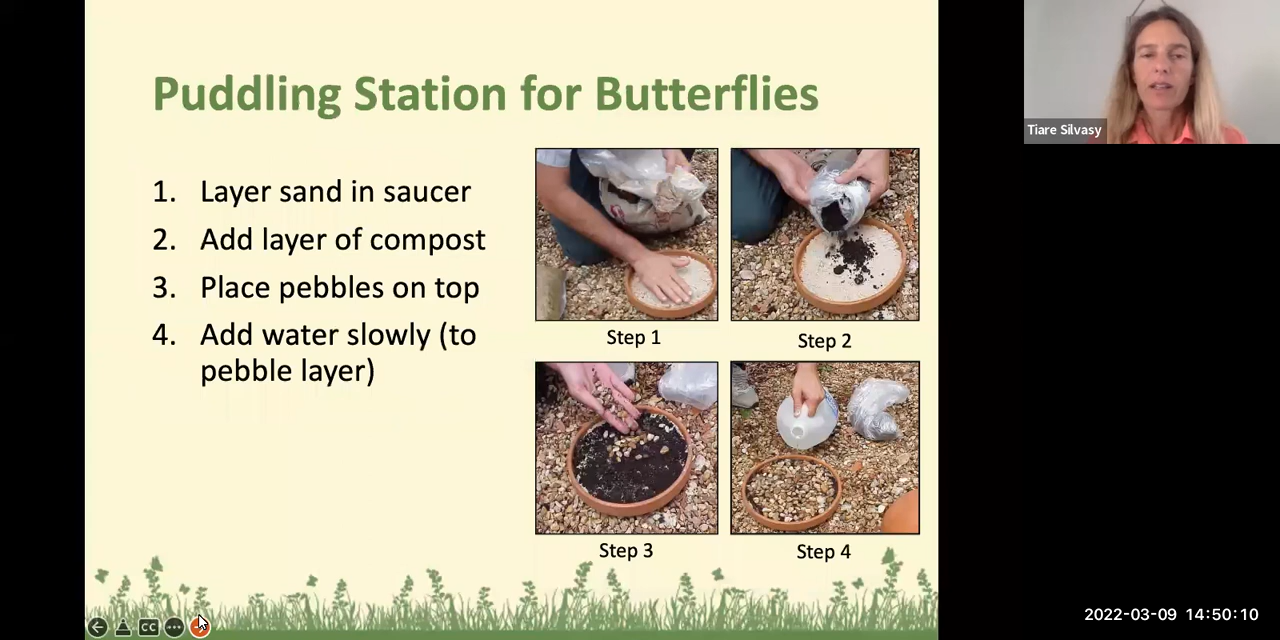 Puddling Station for Butterflies
1. Layer sand in saucer
2. Add layer of compost
3. Place pebbles on top
4. Add water slowly (to
pebble layer)
Step 1
Step 2
Step 3
Step 4
Tiare Silvasy
CC
2022-03-09 14:50:10